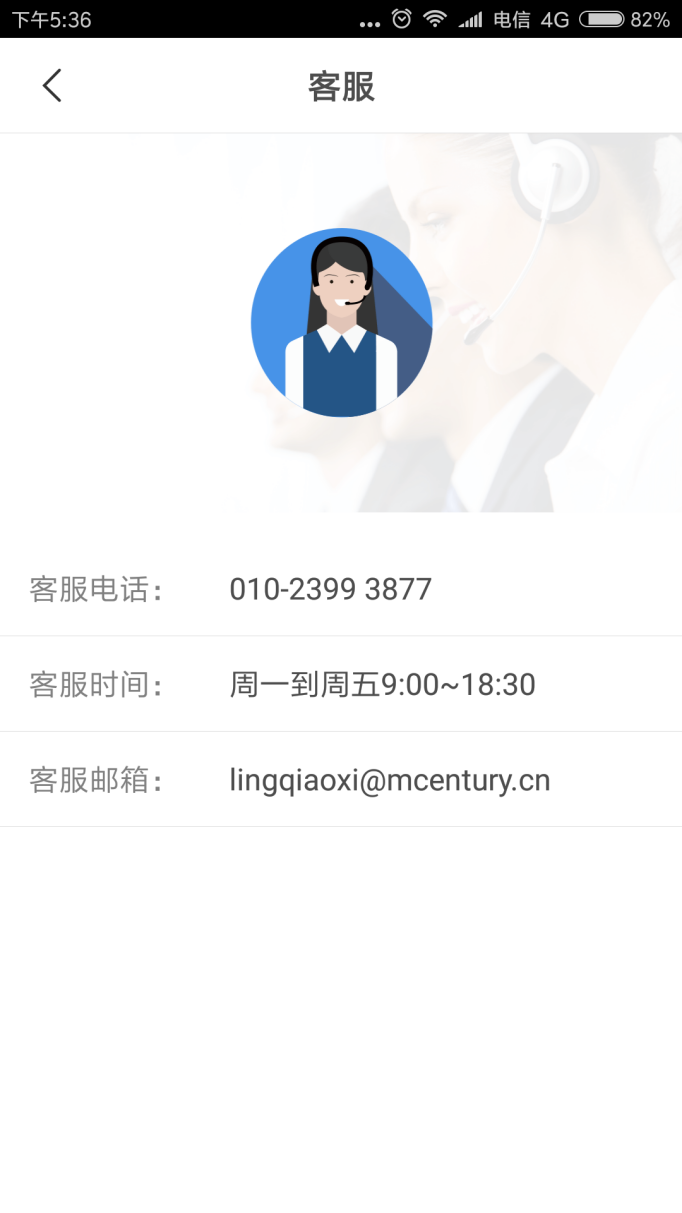 下午5:36
... 电信 4G 82%
客服
客服电话: 010-2399 3877
客服时间: 周一到周五9:00~18:30
客服邮箱: lingqiaoxi@mcentury.cn